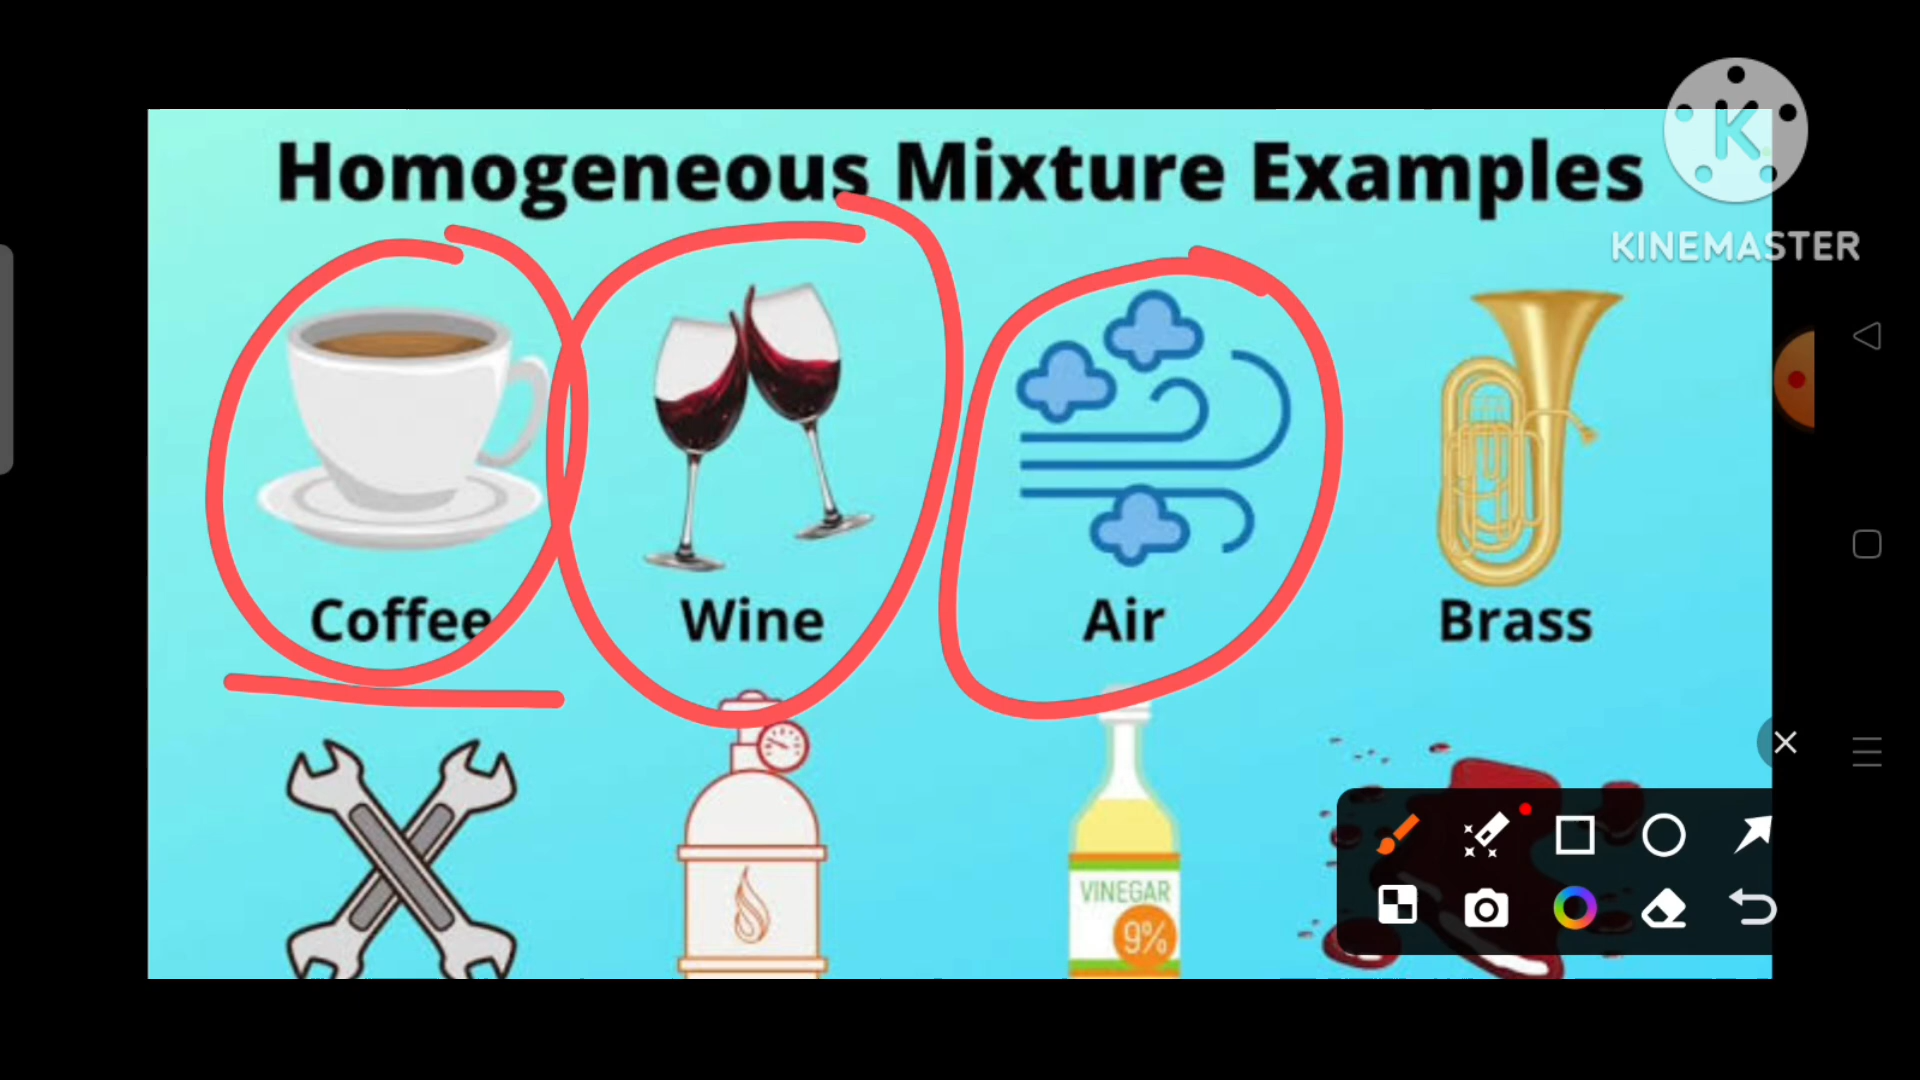 Homogeneous Mixture Examples
K
KINEMASTER
Coffee
Wine
Air
Brass
VINEGAR
9%